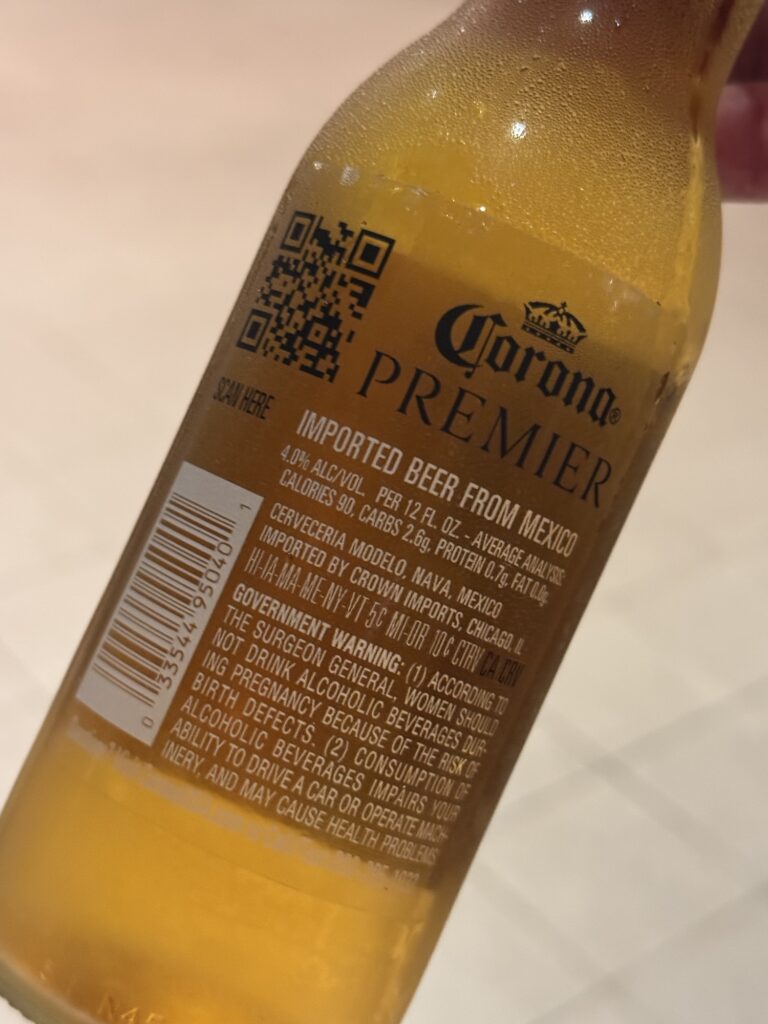 Corona®
PREMIER
SCAN HERE
IMPORTED BEER FROM MEXICO
4.0% ALC/VOL. PER 12 FL. OZ. - AVERAGE ANALYSIS:
CALORIES 90, CARBS 2.6g, PROTEIN 0.7g, FAT 0.0g
CERVECERIA MODELO, NAVA, MEXICO
IMPORTED BY CROWN IMPORTS, CHICAGO, IL
HI-IA-MA-ME-NY-VT 5¢ MI-OR 10¢ CTRV CA CRV
GOVERNMENT WARNING: (1) ACCORDING TO
THE SURGEON GENERAL, WOMEN SHOULD
NOT DRINK ALCOHOLIC BEVERAGES DUR-
ING PREGNANCY BECAUSE OF THE RISK OF
BIRTH DEFECTS. (2) CONSUMPTION OF
ALCOHOLIC BEVERAGES IMPAIRS YOUR
ABILITY TO DRIVE A CAR OR OPERATE MACH-
INERY, AND MAY CAUSE HEALTH PROBLEMS.
0 33544 95040 1